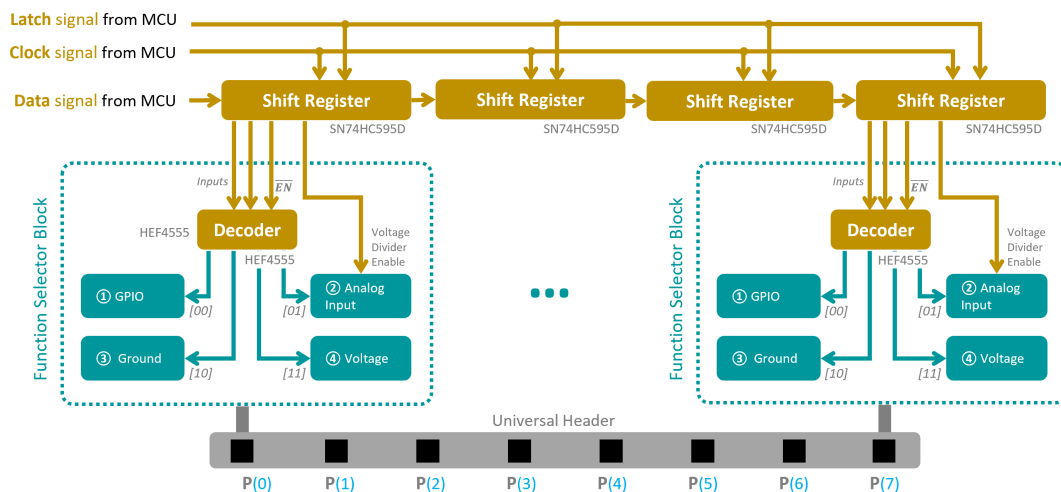 Latch signal from MCU
Clock signal from MCU
Data signal from MCU
Shift Register
Shift Register
Shift Register
Shift Register
SN74HC595D
SN74HC595D
SN74HC595D
SN74HC595D
Function Selector Block
Inputs
EN
HEF4555
Decoder
HEF4555
Voltage
Divider
Enable
① GPIO
[00]
[01]
② Analog
Input
③ Ground
[10]
[11]
④ Voltage
...
Function Selector Block
Inputs
EN
Decoder
HEF4555
Voltage
Divider
Enable
① GPIO
[00]
[01]
② Analog
Input
③ Ground
[10]
[11]
④ Voltage
Universal Header
P(0) P(1) P(2) P(3) P(4) P(5) P(6) P(7)